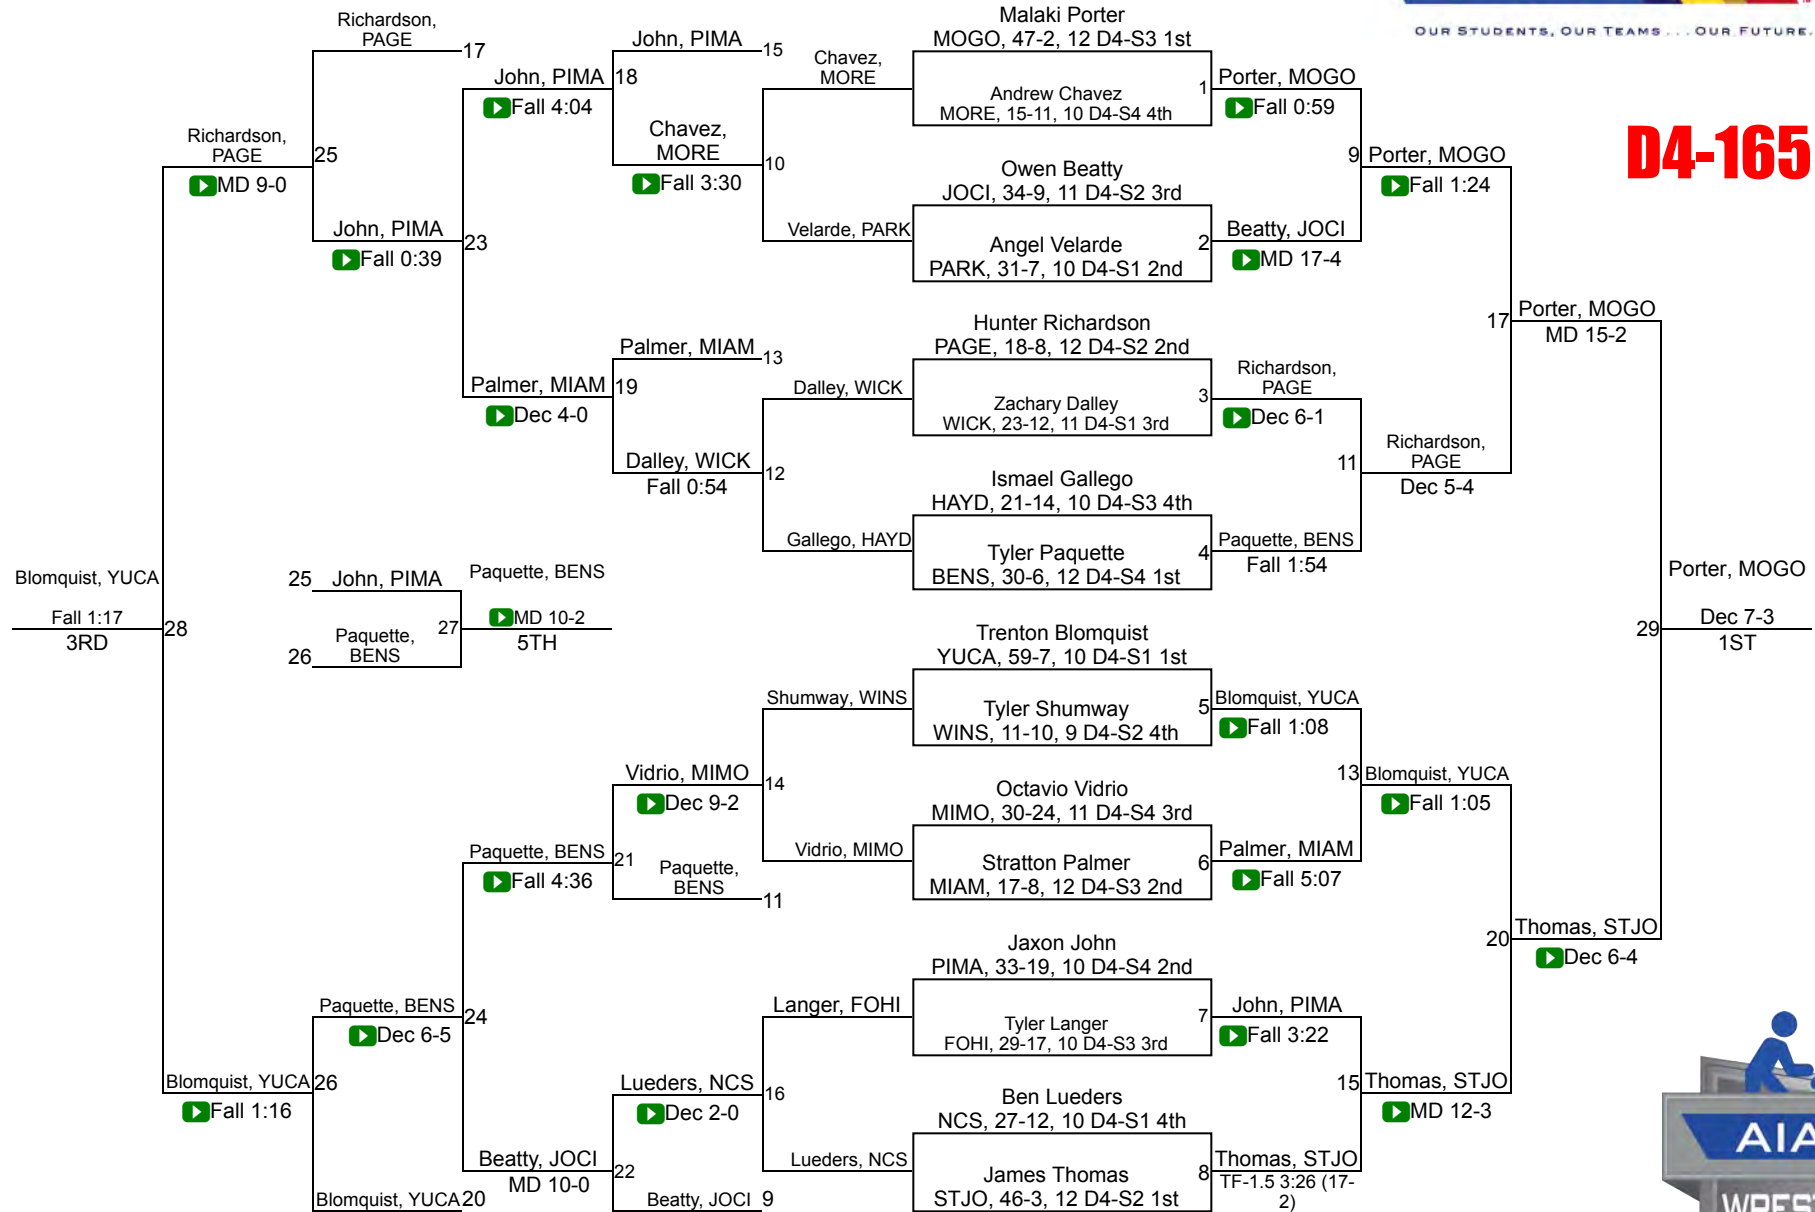 OUR STUDENTS, OUR TEAMS . . . OUR FUTURE.
D4-165
Richardson,
PAGE
17
John, PIMA
15
John, PIMA
18
Fall 4:04
Chavez,
MORE
Malaki Porter
MOGO, 47-2, 12 D4-S3 1st
Andrew Chavez
MORE, 15-11, 10 D4-S4 4th
1
Porter, MOGO
Fall 0:59
Richardson,
PAGE
25
MD 9-0
Chavez,
MORE
10
Fall 3:30
Owen Beatty
JOCI, 34-9, 11 D4-S2 3rd
9
Porter, MOGO
Fall 1:24
John, PIMA
23
Fall 0:39
Velarde, PARK
Angel Velarde
PARK, 31-7, 10 D4-S1 2nd
2
Beatty, JOCI
MD 17-4
Hunter Richardson
PAGE, 18-8, 12 D4-S2 2nd
17
Porter, MOGO
MD 15-2
Palmer, MIAM
13
Palmer, MIAM
19
Dec 4-0
Dalley, WICK
Zachary Dalley
WICK, 23-12, 11 D4-S1 3rd
3
Richardson,
PAGE
Dec 6-1
Dalley, WICK
12
Fall 0:54
Ismael Gallego
HAYD, 21-14, 10 D4-S3 4th
11
Richardson,
PAGE
Dec 5-4
Gallego, HAYD
Tyler Paquette
BENS, 30-6, 12 D4-S4 1st
4
Paquette, BENS
Fall 1:54
Blomquist, YUCA
Fall 1:17
3RD
28
25
John, PIMA
Paquette, BENS
27
MD 10-2
5TH
26
Paquette,
BENS
Porter, MOGO
29
Dec 7-3
1ST
Trenton Blomquist
YUCA, 59-7, 10 D4-S1 1st
Shumway, WINS
Tyler Shumway
WINS, 11-10, 9 D4-S2 4th
5
Blomquist, YUCA
Fall 1:08
Vidrio, MIMO
14
Dec 9-2
Octavio Vidrio
MIMO, 30-24, 11 D4-S4 3rd
13
Blomquist, YUCA
Fall 1:05
Paquette, BENS
21
Fall 4:36
Paquette,
BENS
11
Vidrio, MIMO
Stratton Palmer
MIAM, 17-8, 12 D4-S3 2nd
6
Palmer, MIAM
Fall 5:07
Jaxon John
PIMA, 33-19, 10 D4-S4 2nd
20
Thomas, STJO
Dec 6-4
Paquette, BENS
24
Dec 6-5
Langer, FOHI
Tyler Langer
FOHI, 29-17, 10 D4-S3 3rd
7
John, PIMA
Fall 3:22
Blomquist, YUCA
26
Fall 1:16
Lueders, NCS
16
Dec 2-0
Ben Lueders
NCS, 27-12, 10 D4-S1 4th
15
Thomas, STJO
MD 12-3
Beatty, JOCI
22
MD 10-0
Lueders, NCS
James Thomas
STJO, 46-3, 12 D4-S2 1st
8
Thomas, STJO
TF-1.5 3:26 (17-
2)
Blomquist, YUCA
20
Beatty, JOCI
9
AIA